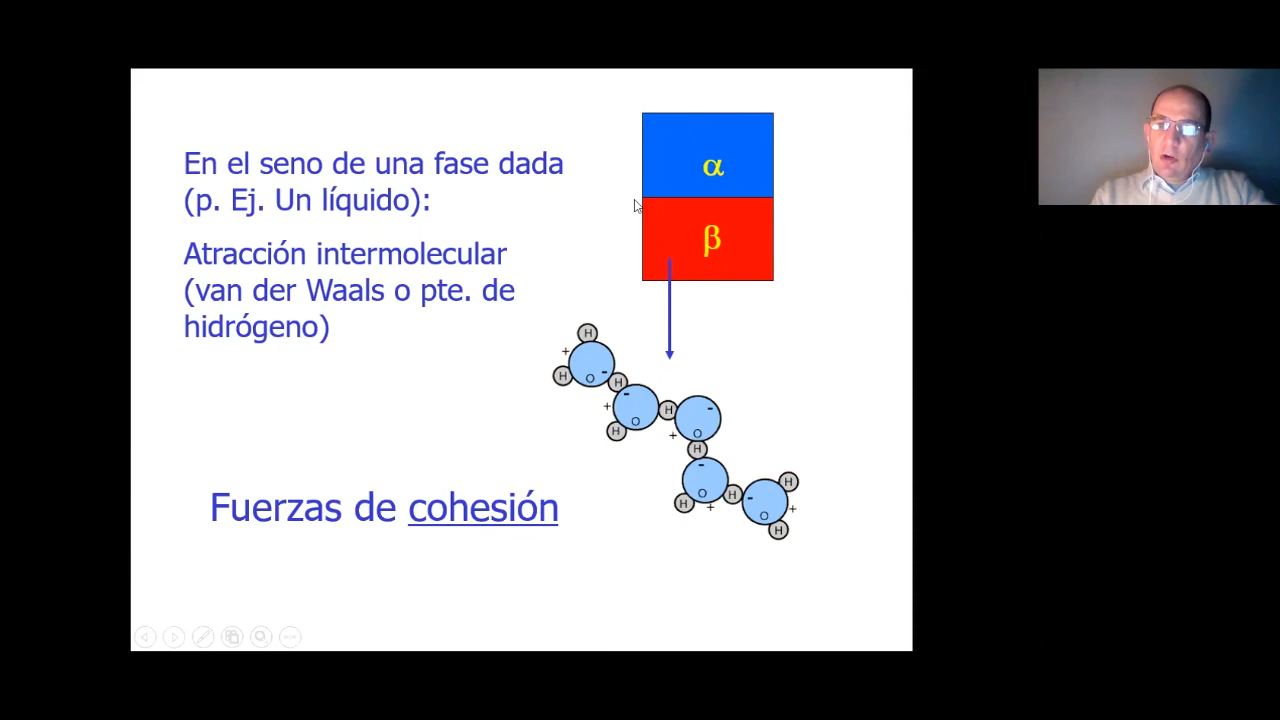 En el seno de una fase dada
(p. Ej. Un líquido):
Atracción intermolecular
(van der Waals o pte. de
hidrógeno)
Fuerzas de cohesión
α
β
H
+
H
O
-
H
-
+
O
H
H
-
+
O
H
-
O
H
+
H
-
O
H
+
H